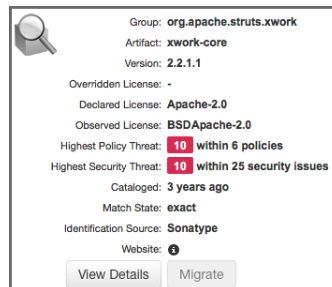 Group: org.apache.struts.xwork
Artifact: xwork-core
Version: 2.2.1.1
Overridden License: -
Declared License: Apache-2.0
Observed License: BSDApache-2.0
Highest Policy Threat: 10 within 6 policies
Highest Security Threat: 10 within 25 security issues
Cataloged: 3 years ago
Match State: exact
Identification Source: Sonatype
Website:
View Details Migrate